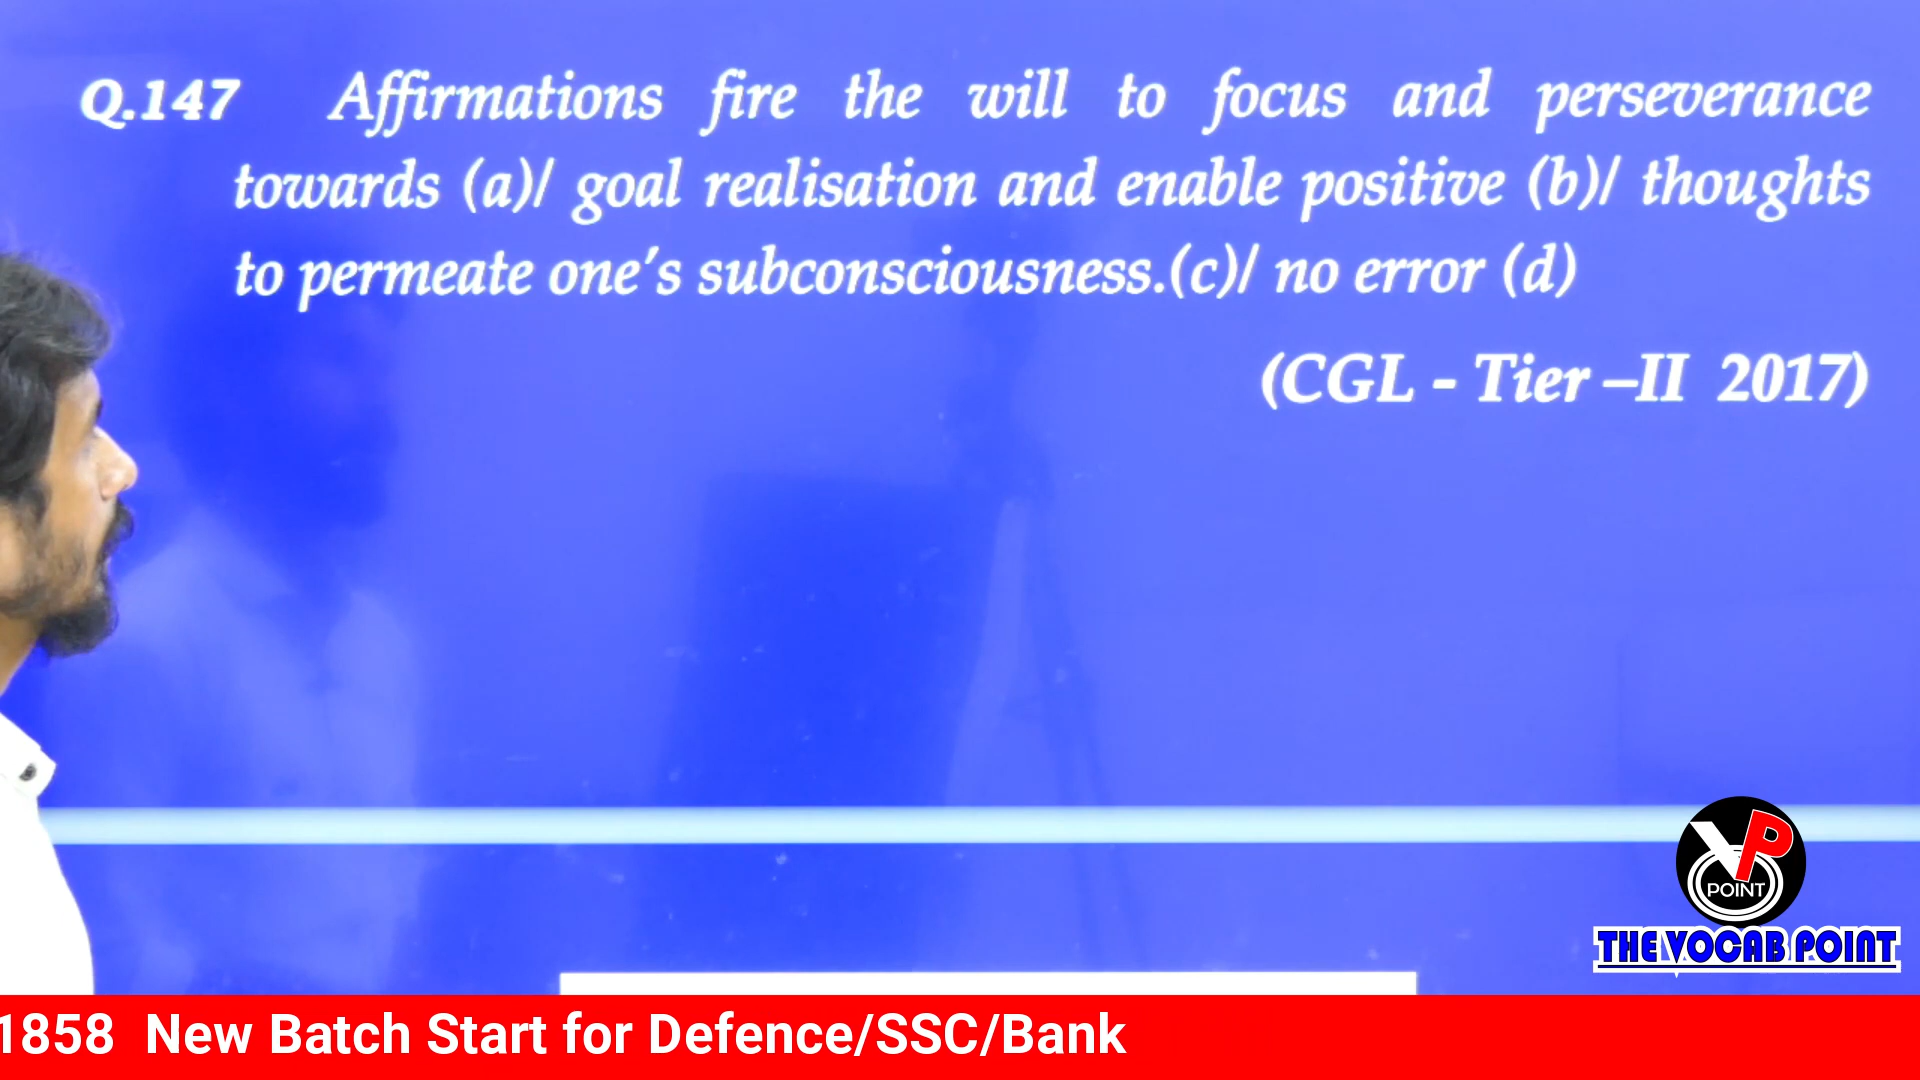 Q.147 Affirmations fire the will to focus and perseverance
towards (a)/ goal realisation and enable positive (b)/ thoughts
to permeate one's subconsciousness.(c)/ no error (d)
(CGL - Tier –II 2017)
VP
POINT
THE VOCAB POINT
1858 New Batch Start for Defence/SSC/Bank